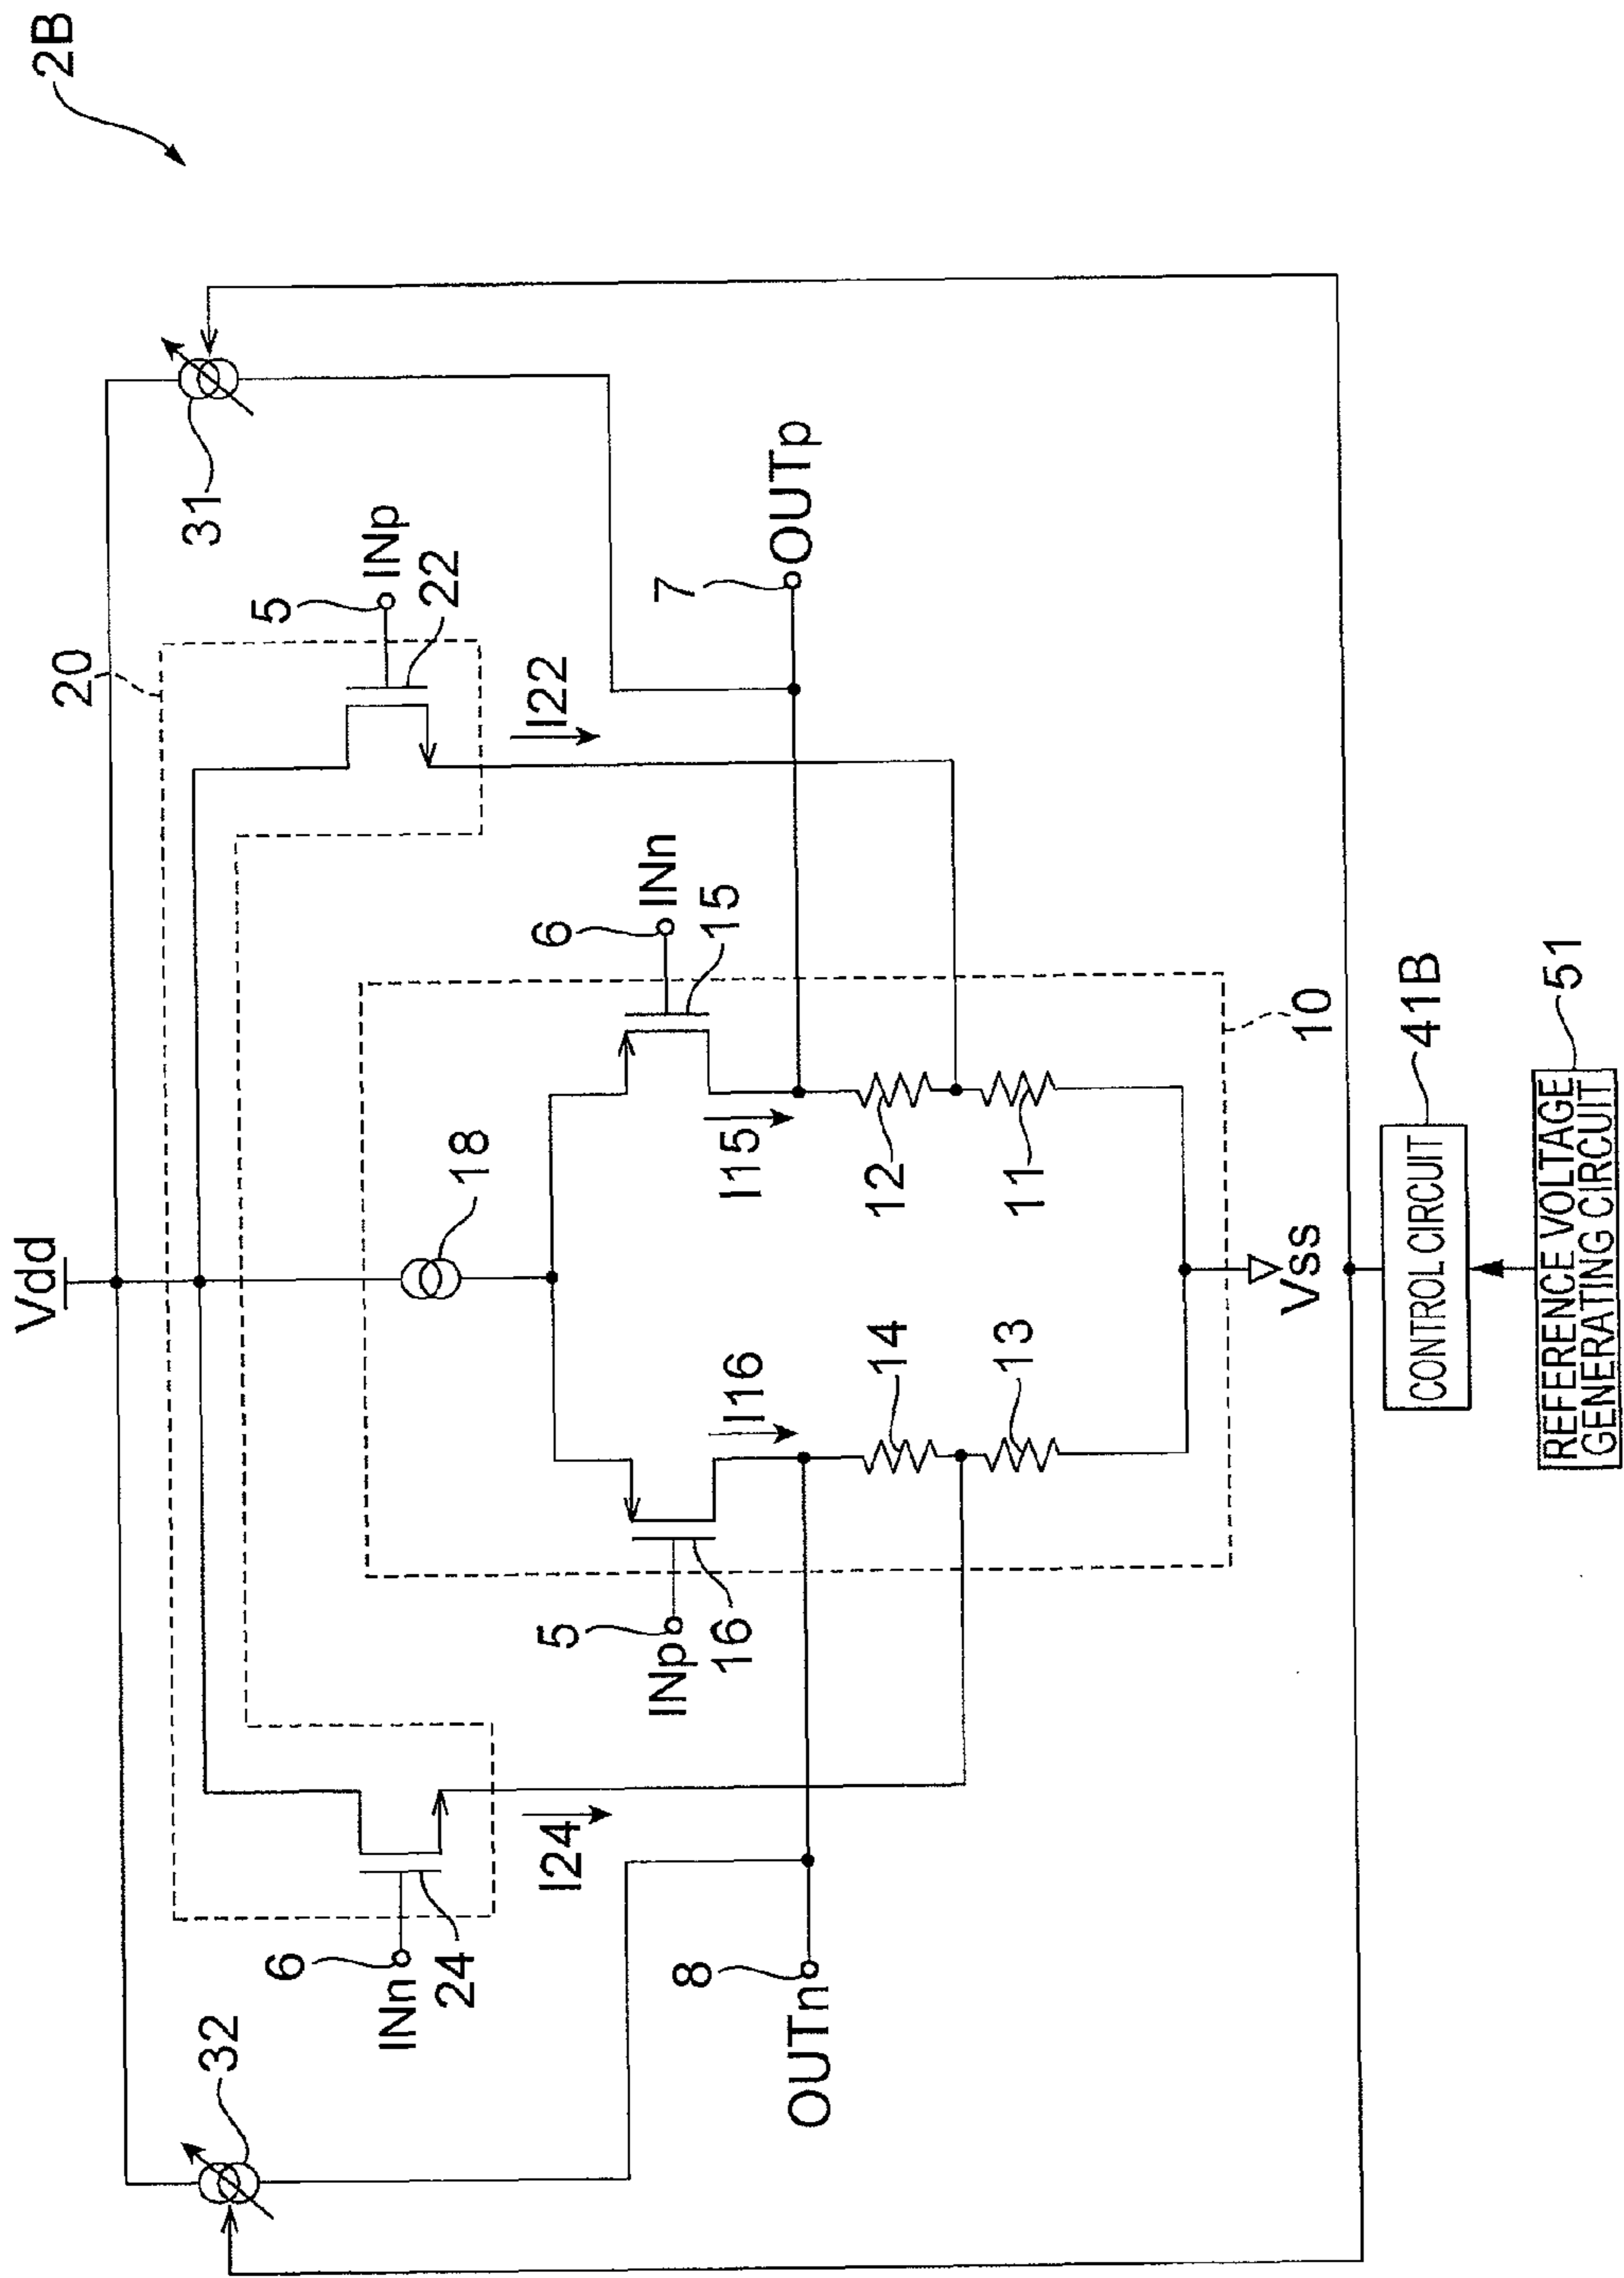 2B
Vdd
20
31
5
INp
22
I22
7
OUTp
6
INn
15
I15
18
10
12
11
14
13
I16
5
INp
16
Vss
6
INn
24
I24
32
8
OUTn
CONTROL CIRCUIT
41B
REFERENCE VOLTAGE
GENERATING CIRCUIT
51